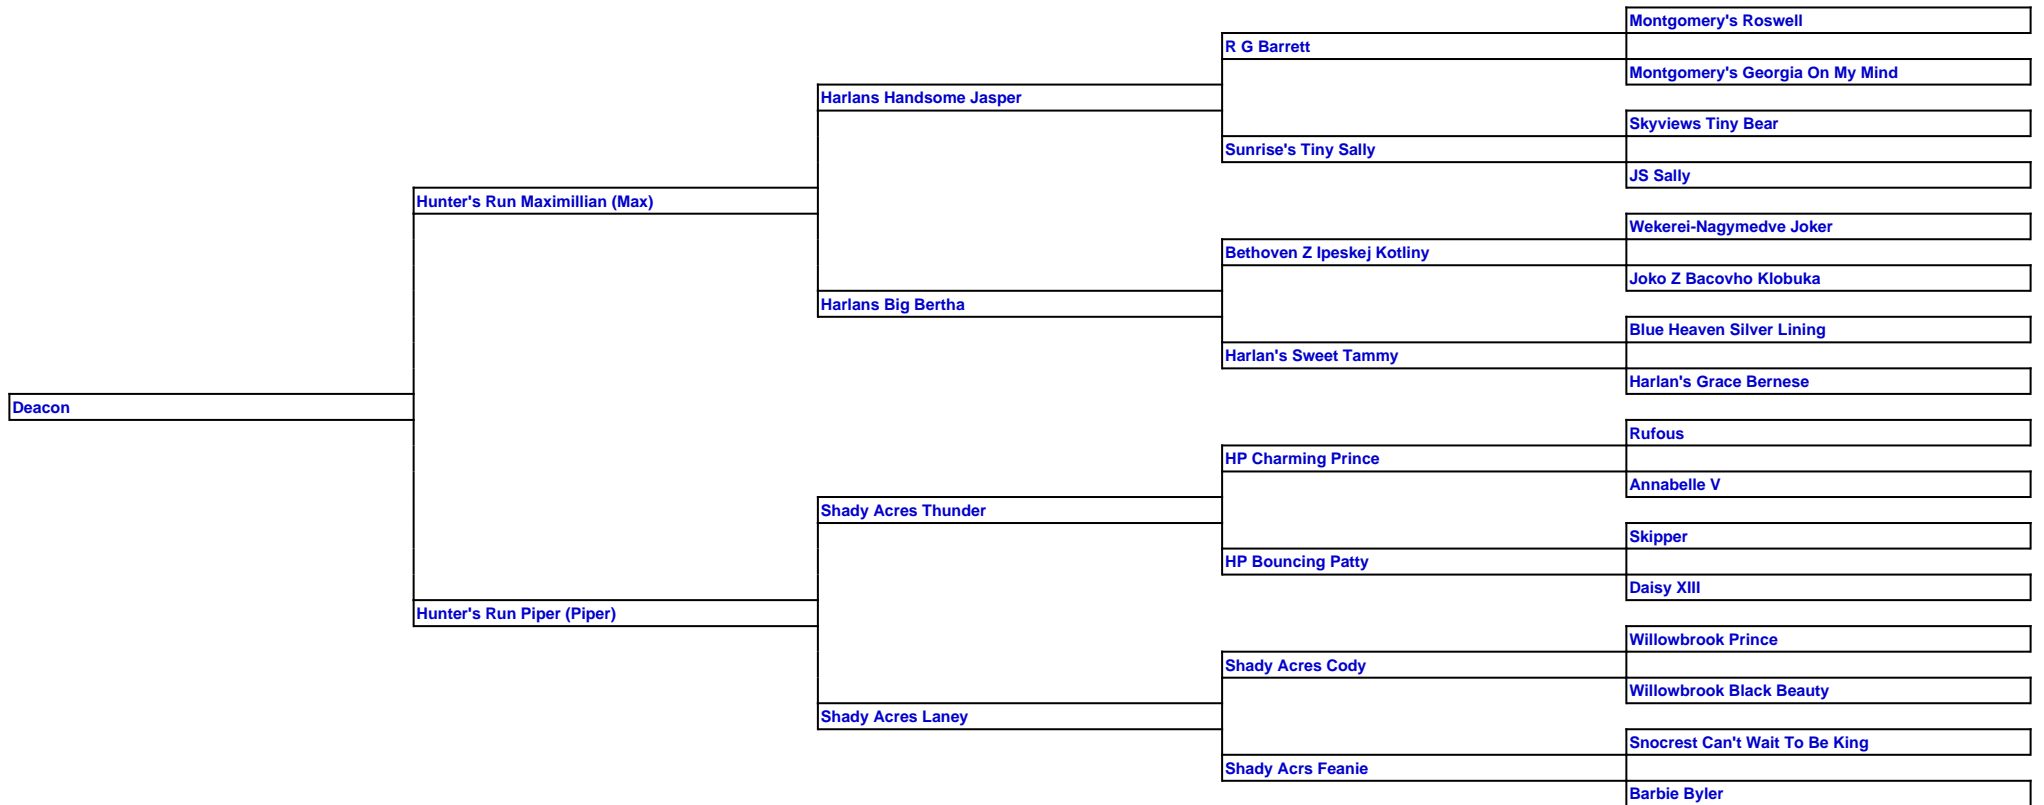 Montgomery's Roswell
R G Barrett
Montgomery's Georgia On My Mind
Harlans Handsome Jasper
Skyviews Tiny Bear
Sunrise's Tiny Sally
JS Sally
Hunter's Run Maximillian (Max)
Wekerei-Nagymedve Joker
Bethoven Z Ipeskej Kotliny
Joko Z Bacovho Klobuka
Harlans Big Bertha
Blue Heaven Silver Lining
Harlan's Sweet Tammy
Harlan's Grace Bernese
Deacon
Rufous
HP Charming Prince
Annabelle V
Shady Acres Thunder
Skipper
HP Bouncing Patty
Daisy XIII
Hunter's Run Piper (Piper)
Willowbrook Prince
Shady Acres Cody
Willowbrook Black Beauty
Shady Acres Laney
Snocrest Can't Wait To Be King
Shady Acrs Feanie
Barbie Byler